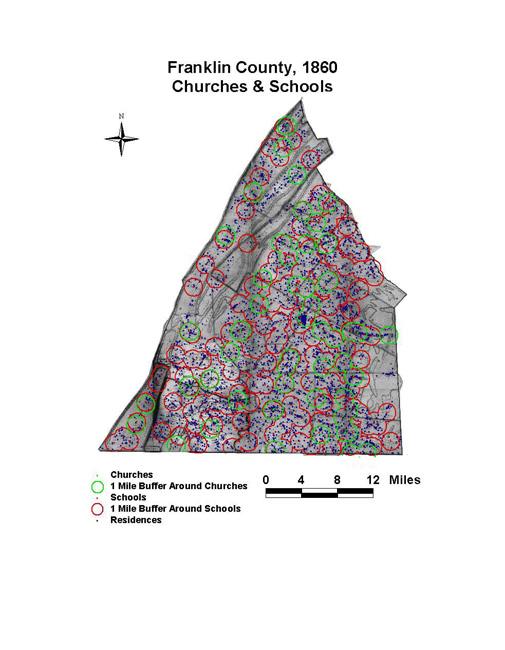 Franklin County, 1860
Churches & Schools
N
Churches
1 Mile Buffer Around Churches
Schools
1 Mile Buffer Around Schools
Residences
0 4 8 12 Miles